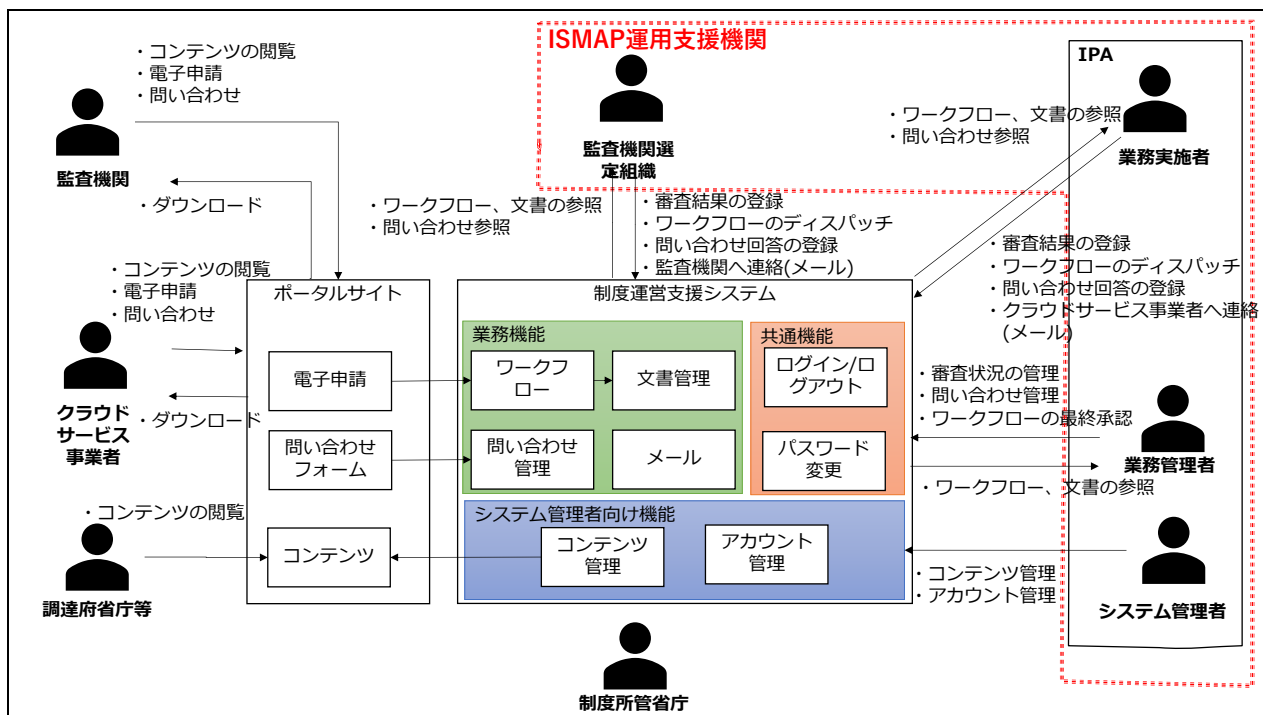 ISMAP運用支援機関
IPA
・コンテンツの閲覧
・電子申請
・問い合わせ
監査機関
・ダウンロード
監査機関選
定組織
・ワークフロー、文書の参照
・問い合わせ参照
業務実施者
・ワークフロー、文書の参照
・問い合わせ参照
・審査結果の登録
・ワークフローのディスパッチ
・問い合わせ回答の登録
・監査機関へ連絡(メール)
・審査結果の登録
・ワークフローのディスパッチ
・問い合わせ回答の登録
・クラウドサービス事業者へ連絡
(メール)
・コンテンツの閲覧
・電子申請
・問い合わせ
クラウド
サービス
事業者
・ダウンロード
ポータルサイト
電子申請
問い合わせ
フォーム
コンテンツ
制度運営支援システム
業務機能
ワークフ
ロー
文書管理
問い合わせ
管理
メール
共通機能
ログイン/ロ
グアウト
パスワード
変更
システム管理者向け機能
コンテンツ
管理
アカウント
管理
・審査状況の管理
・問い合わせ管理
・ワークフローの最終承認
業務管理者
・ワークフロー、文書の参照
・コンテンツの閲覧
調達府省庁等
・コンテンツ管理
・アカウント管理
システム管理者
制度所管省庁